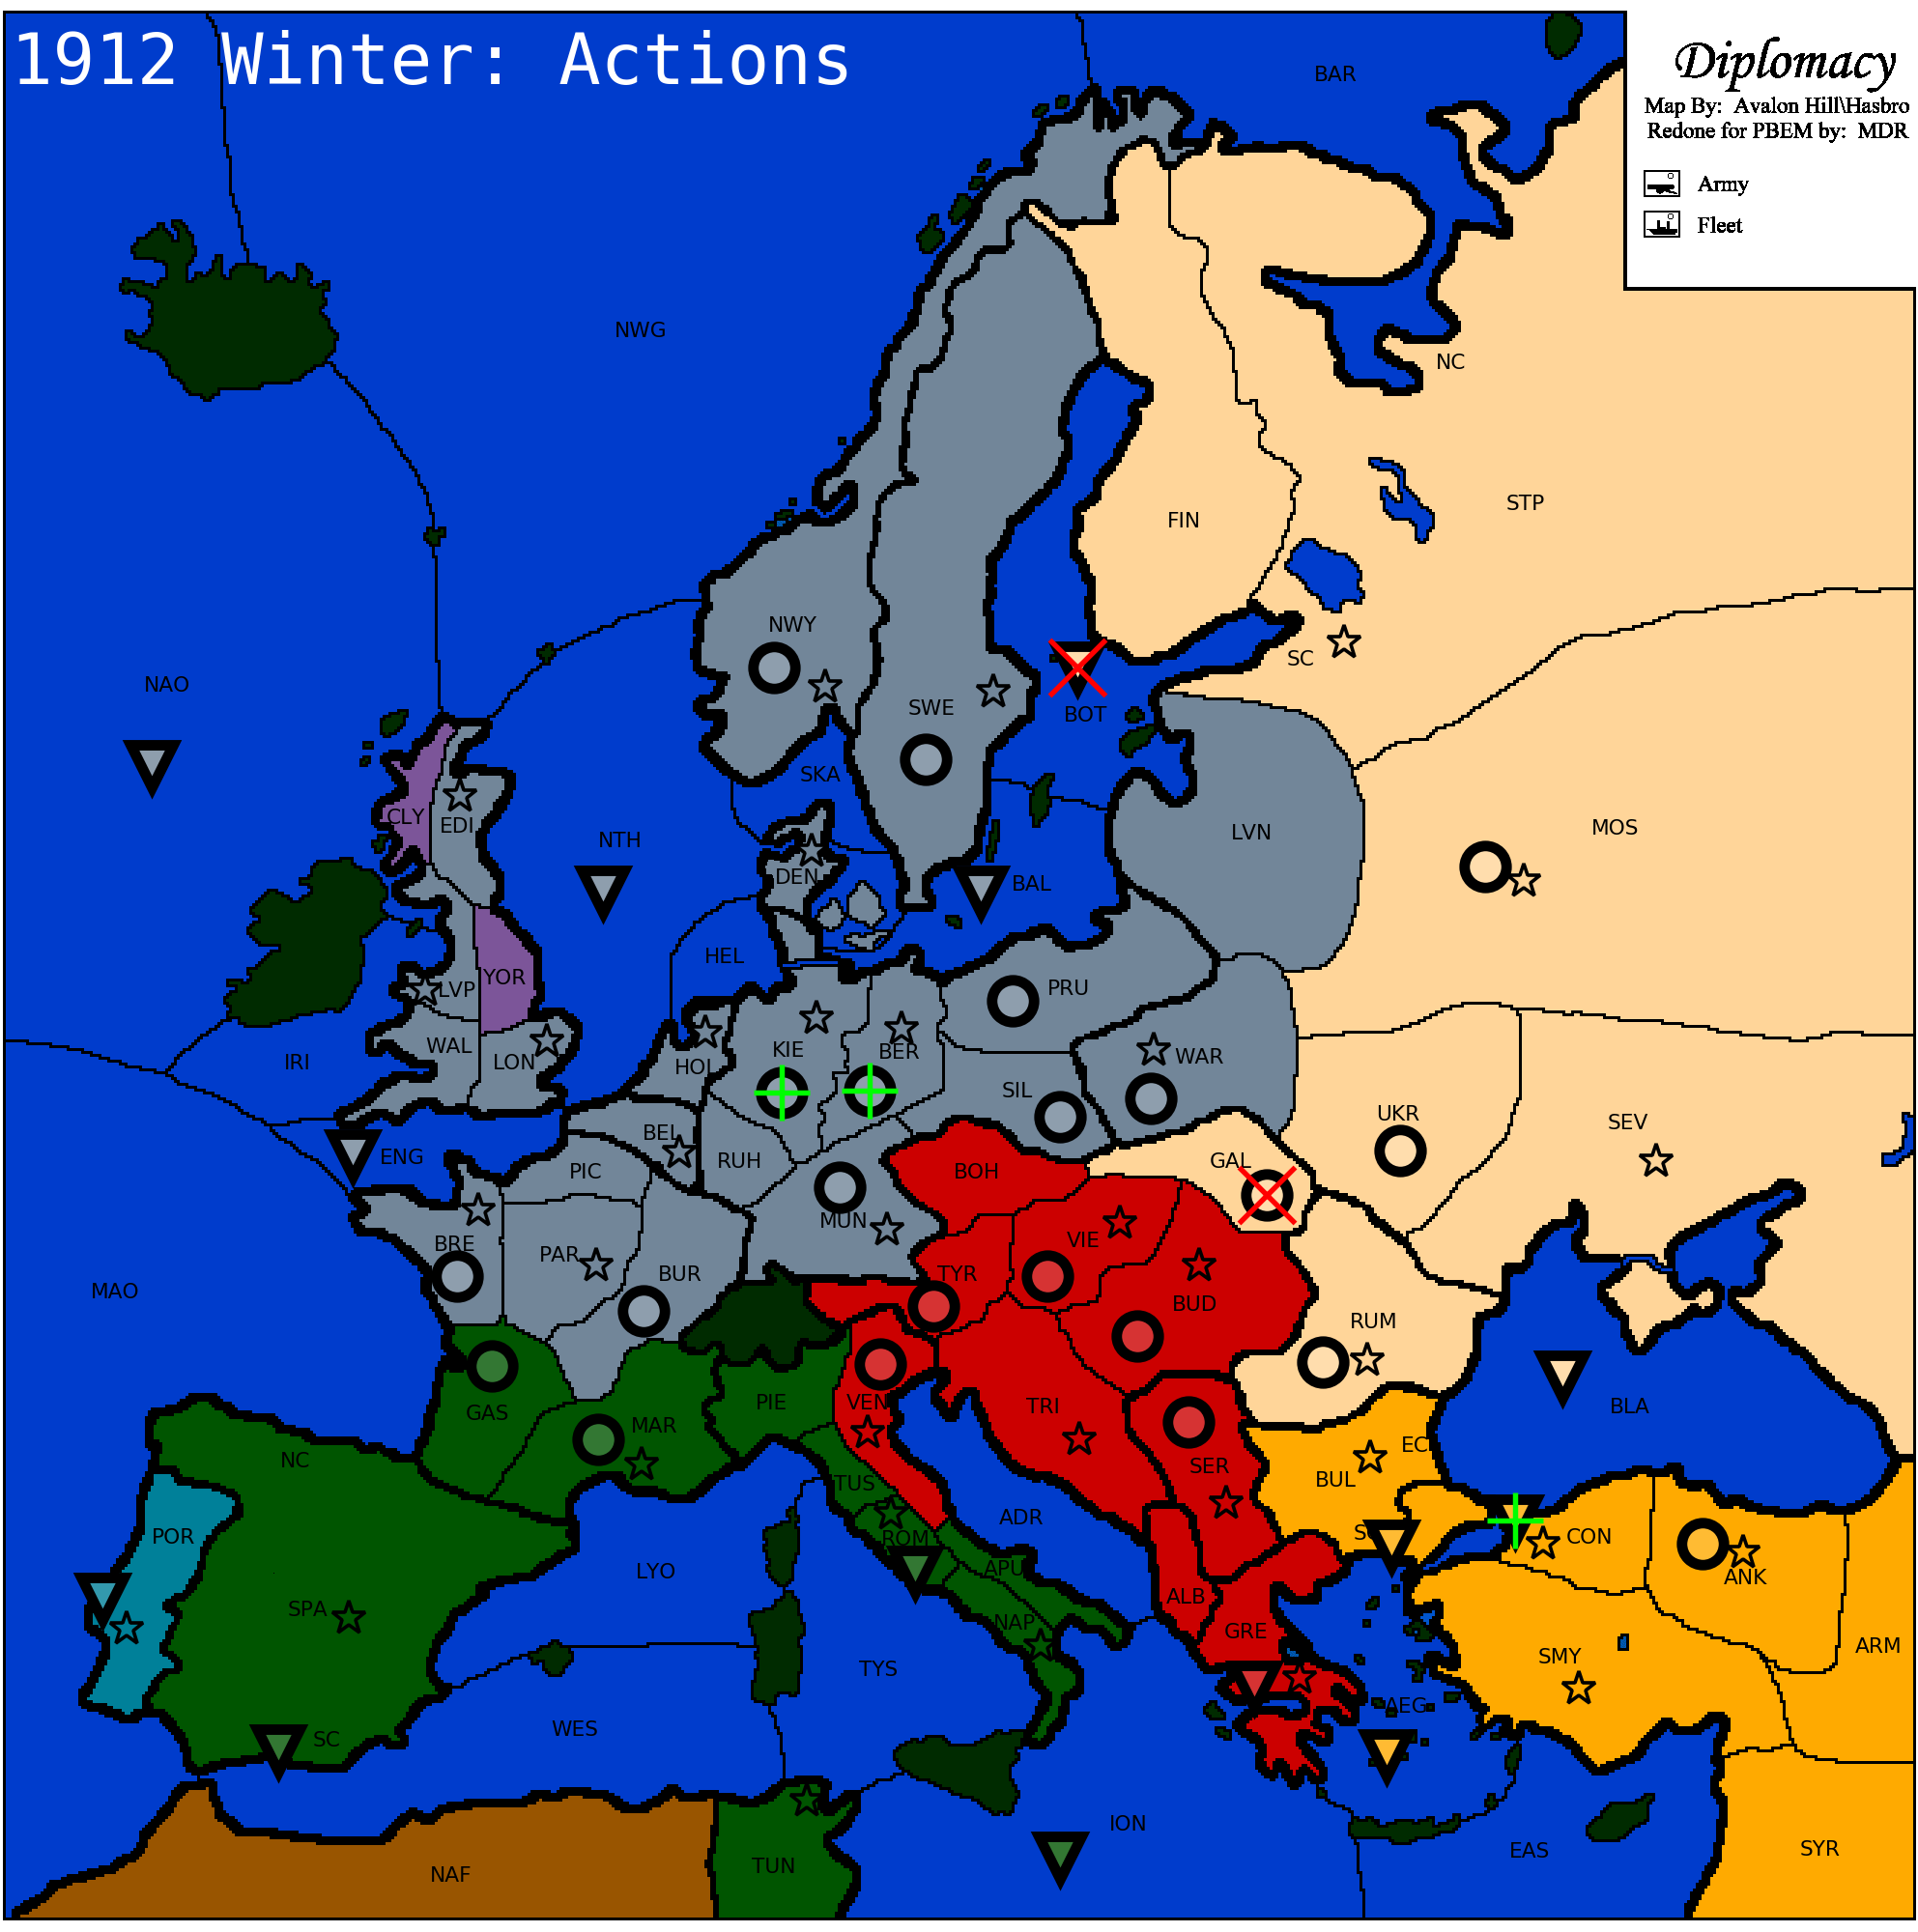 1912 Winter: Actions
Diplomacy
Map By: Avalon Hill\Hasbro
Redone for PBEM by: MDR
Army
Fleet
BAR
NWG
NC
STP
FIN
NWY
SC
NAO
SWE
BOT
SKA
CLY
EDI
NTH
LVN
MOS
DEN
BAL
HEL
YOR
LVP
PRU
IRI
WAL
LON
HOL
KIE
BER
WAR
SIL
UKR
SEV
ENG
BEL
PIC
RUH
BOH
GAL
MUN
BRE
PAR
BUR
TYR
VIE
BUD
MAO
RUM
GAS
MAR
PIE
VEN
TRI
BLA
NC
EC
TUS
SER
BUL
POR
ADR
ROM
CON
LYO
APU
ANK
SPA
ALB
NAP
GRE
ARM
TYS
SMY
AEG
WES
SC
ION
EAS
SYR
TUN
NAF